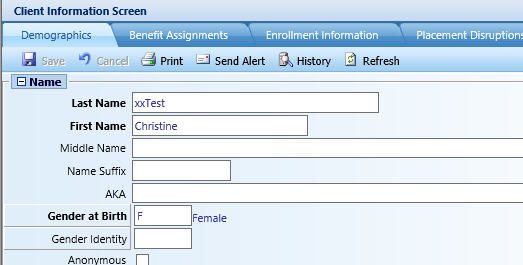 Client Information Screen
Demographics Benefit Assignments Enrollment Information Placement Disruptions
Save Cancel Print Send Alert History Refresh
Name
Last Name xxTest
First Name Christine
Middle Name
Name Suffix
AKA
Gender at Birth F Female
Gender Identity
Anonymous